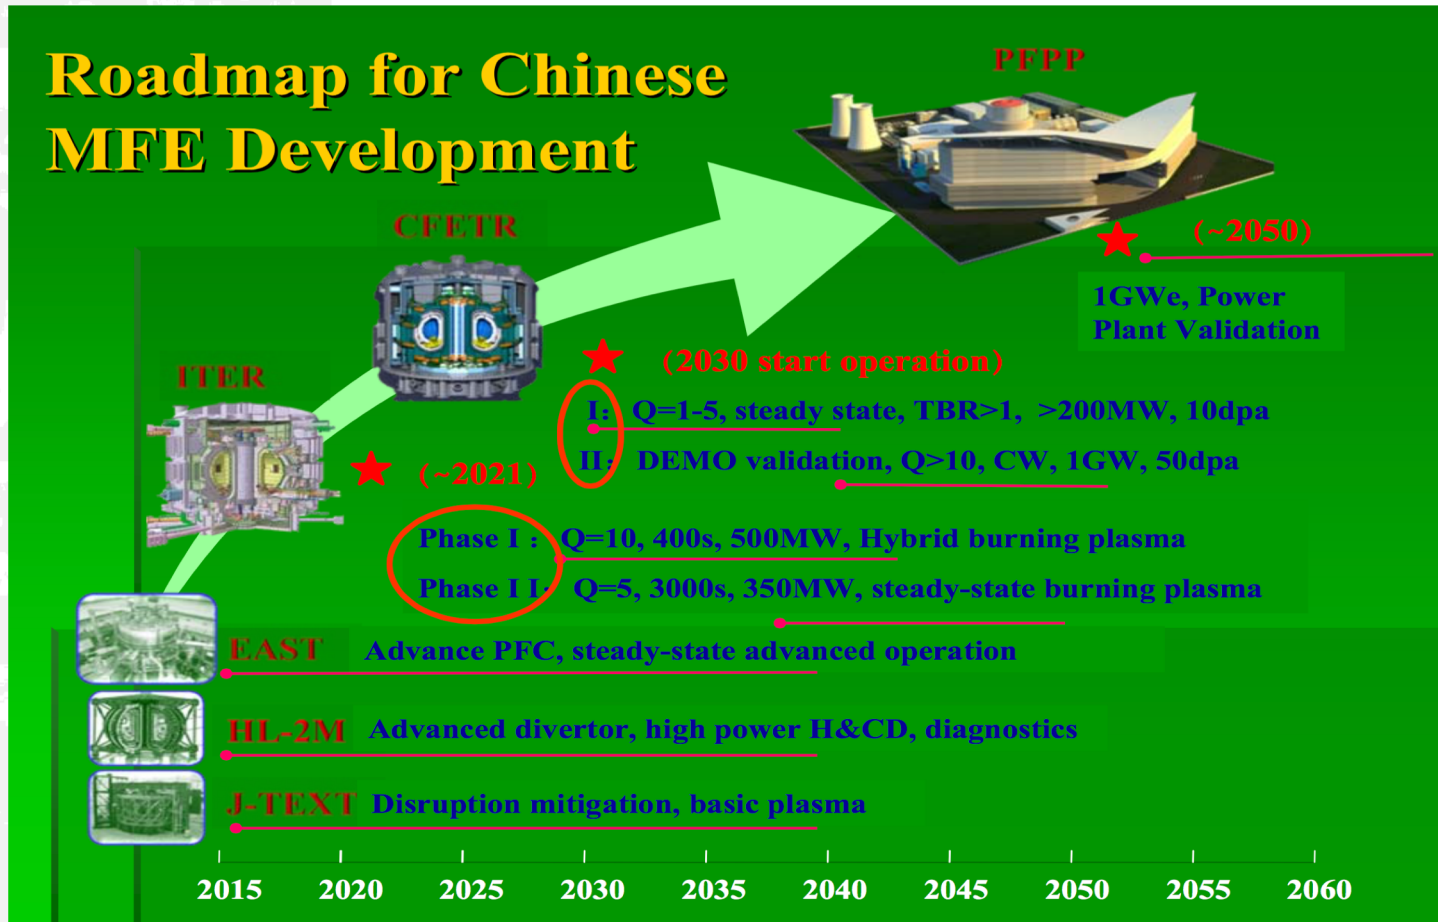 Roadmap for Chinese
MFE Development
PFPP
(~2050)
1GWe, Power
Plant Validation
CFETR
(2030 start operation)
I: Q=1-5, steady state, TBR>1, >200MW, 10dpa
II: DEMO validation, Q>10, CW, 1GW, 50dpa
ITER
(~2021)
Phase I : Q=10, 400s, 500MW, Hybrid burning plasma
Phase I I: Q=5, 3000s, 350MW, steady-state burning plasma
EAST Advance PFC, steady-state advanced operation
HL-2M Advanced divertor, high power H&CD, diagnostics
J-TEXT Disruption mitigation, basic plasma
2015 2020 2025 2030 2035 2040 2045 2050 2055 2060